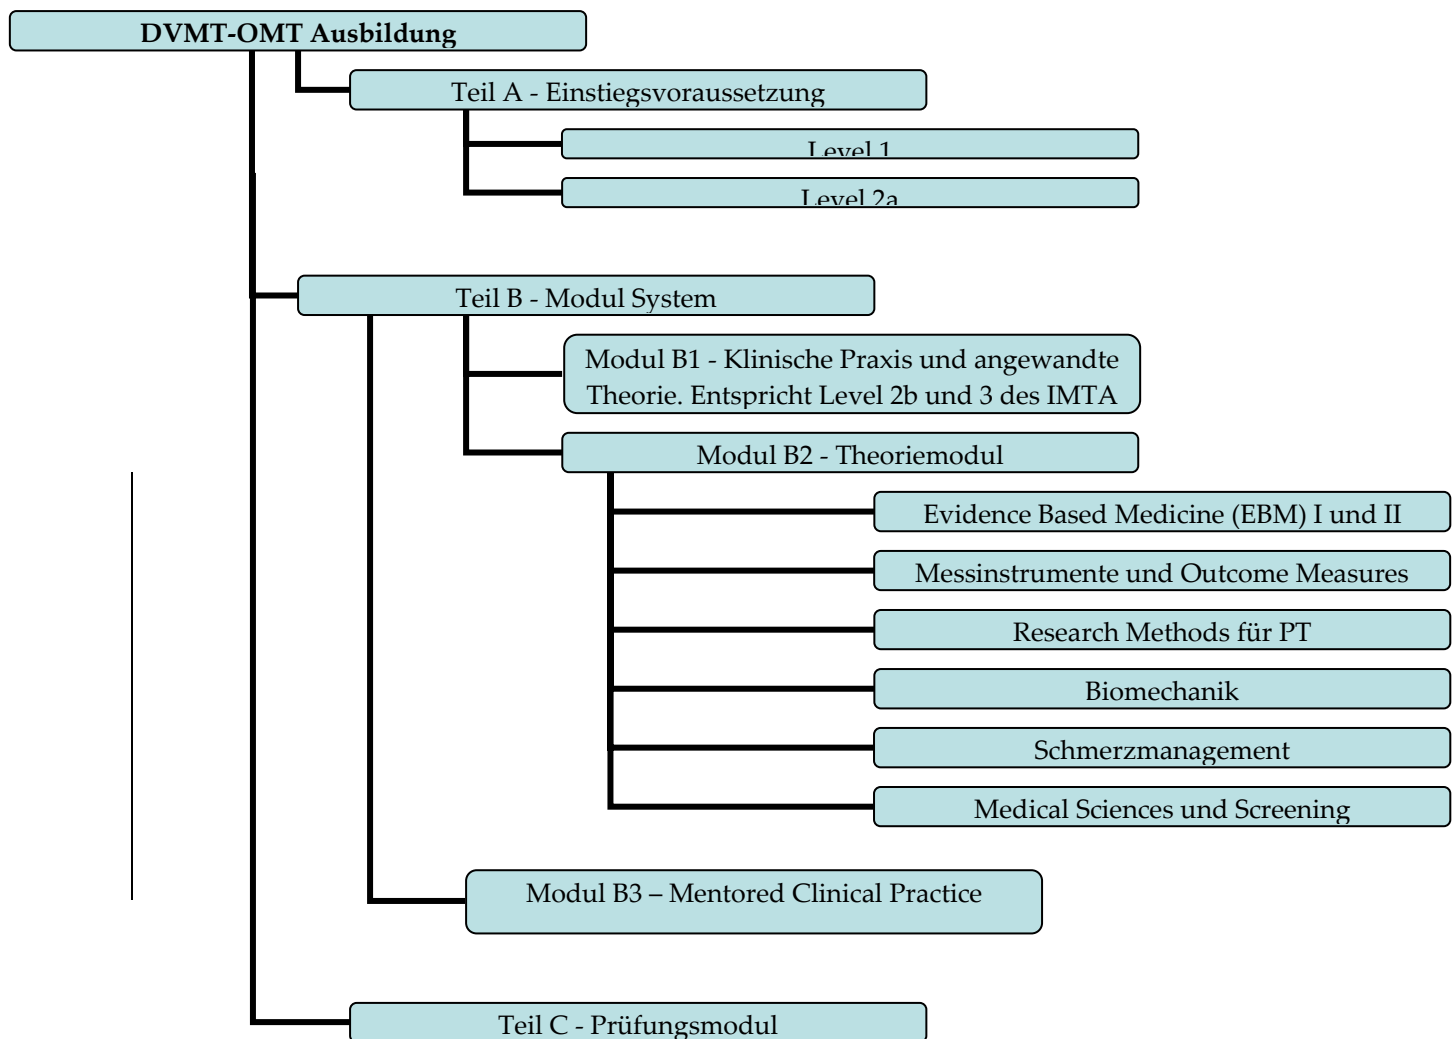 DVMT-OMT Ausbildung
Teil A - Einstiegsvoraussetzung
Level 1
Level 2a
Teil B - Modul System
Modul B1 - Klinische Praxis und angewandte
Theorie. Entspricht Level 2b und 3 des IMTA
Modul B2 - Theoriemodul
Evidence Based Medicine (EBM) I und II
Messinstrumente und Outcome Measures
Research Methods für PT
Biomechanik
Schmerzmanagement
Medical Sciences und Screening
Modul B3 – Mentored Clinical Practice
Teil C - Prüfungsmodul